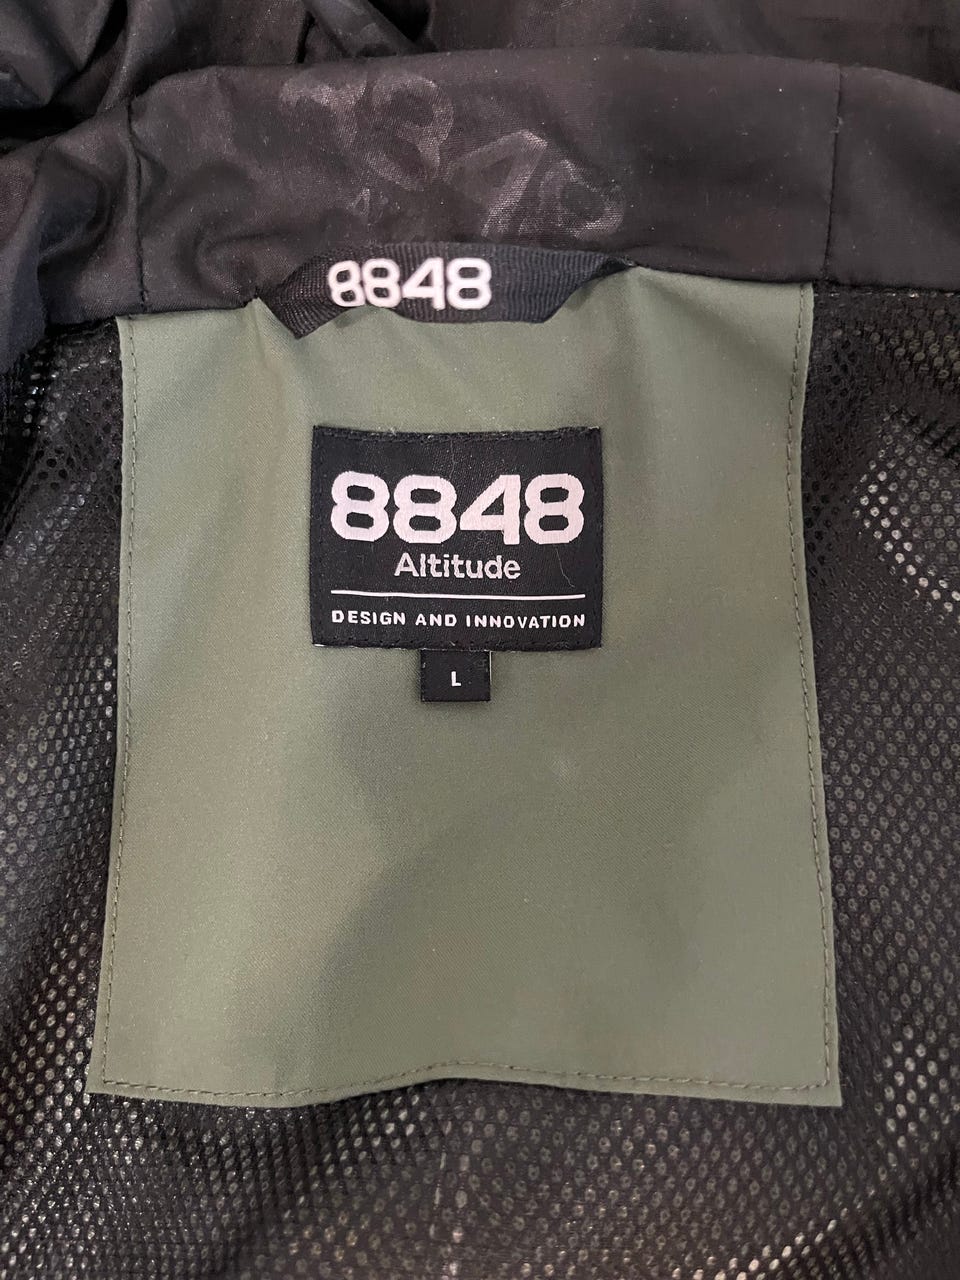 8848
8848
Altitude
DESIGN AND INNOVATION
L